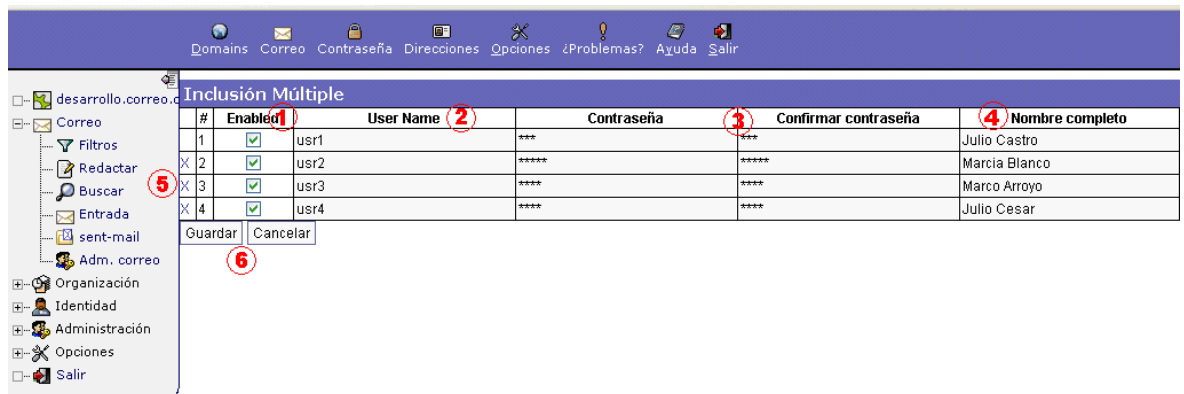 Domains Correo Contraseña Direcciones Opciones ¿Problemas? Ayuda Salir
desarrollo.correo.c
Correo
Filtros
Redactar
Buscar
Entrada
sent-mail
Adm. correo
Organización
Identidad
Administración
Opciones
Salir
Inclusión Múltiple
# Enabled 1 User Name 2 Contraseña 3 Confirmar contraseña 4 Nombre completo
1 usr1 *** *** Julio Castro
X 2 usr2 ***** ***** Marcia Blanco
5 X 3 usr3 **** **** Marco Arroyo
X 4 usr4 **** **** Julio Cesar
Guardar Cancelar
6